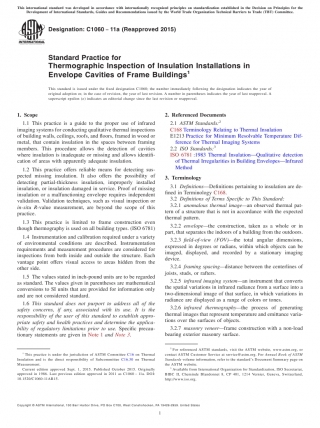 This international standard was developed in accordance with internationally recognized principles on standardization established in the Decision on Principles for the
Development of International Standards, Guides and Recommendations issued by the World Trade Organization Technical Barriers to Trade (TBT) Committee.
Designation: C1060 − 11a (Reapproved 2015)
Standard Practice for
Thermographic Inspection of Insulation Installations in
Envelope Cavities of Frame Buildings1
This standard is issued under the fixed designation C1060; the number immediately following the designation indicates the year of
original adoption or, in the case of revision, the year of last revision. A number in parentheses indicates the year of last reapproval. A
superscript epsilon (ε) indicates an editorial change since the last revision or reapproval.
1. Scope
1.1 This practice is a guide to the proper use of infrared
imaging systems for conducting qualitative thermal inspections
of building walls, ceilings, roofs, and floors, framed in wood or
metal, that contain insulation in the spaces between framing
members. This procedure allows the detection of cavities
where insulation is inadequate or missing and allows identifi-
cation of areas with apparently adequate insulation.
1.2 This practice offers reliable means for detecting sus-
pected missing insulation. It also offers the possibility of
detecting partial-thickness insulation, improperly installed
insulation, or insulation damaged in service. Proof of missing
insulation or a malfunctioning envelope requires independent
validation. Validation techniques, such as visual inspection or
in-situ R-value measurement, are beyond the scope of this
practice.
1.3 This practice is limited to frame construction even
though thermography is used on all building types. (ISO 6781)
1.4 Instrumentation and calibration required under a variety
of environmental conditions are described. Instrumentation
requirements and measurement procedures are considered for
inspections from both inside and outside the structure. Each
vantage point offers visual access to areas hidden from the
other side.
1.5 The values stated in inch-pound units are to be regarded
as standard. The values given in parentheses are mathematical
conversions to SI units that are provided for information only
and are not considered standard.
1.6 This standard does not purport to address all of the
safety concerns, if any, associated with its use. It is the
responsibility of the user of this standard to establish appro-
priate safety and health practices and determine the applica-
bility of regulatory limitations prior to use. Specific precau-
tionary statements are given in Note 1 and Note 3.
1 This practice is under the jurisdiction of ASTM Committee C16 on Thermal
Insulation and is the direct responsibility of Subcommittee C16.30 on Thermal
Measurement.
Current edition approved Sept. 1, 2015. Published October 2015. Originally
approved in 1986. Last previous edition approved in 2011 as C1060 – 11a. DOI:
10.1520/C1060-11AR15.
2. Referenced Documents
2.1 ASTM Standards:2
C168 Terminology Relating to Thermal Insulation
E1213 Practice for Minimum Resolvable Temperature Dif-
ference for Thermal Imaging Systems
2.2 ISO Standards:3
ISO 6781 :1983 Thermal Insulation—Qualitative detection
of Thermal Irregularities in Building Envelopes—Infrared
Method
3. Terminology
3.1 Definitions—Definitions pertaining to insulation are de-
fined in Terminology C168.
3.2 Definitions of Terms Specific to This Standard:
3.2.1 anomalous thermal image—an observed thermal pat-
tern of a structure that is not in accordance with the expected
thermal pattern.
3.2.2 envelope—the construction, taken as a whole or in
part, that separates the indoors of a building from the outdoors.
3.2.3 field-of-view (FOV)—the total angular dimensions,
expressed in degrees or radians, within which objects can be
imaged, displayed, and recorded by a stationary imaging
device.
3.2.4 framing spacing—distance between the centerlines of
joists, studs, or rafters.
3.2.5 infrared imaging system—an instrument that converts
the spatial variations in infrared radiance from a surface into a
two-dimensional image of that surface, in which variations in
radiance are displayed as a range of colors or tones.
3.2.6 infrared thermography—the process of generating
thermal images that represent temperature and emittance varia-
tions over the surfaces of objects.
3.2.7 masonry veneer—frame construction with a non-load
bearing exterior masonry surface.
2 For referenced ASTM standards, visit the ASTM website, www.astm.org, or
contact ASTM Customer Service at service@astm.org. For Annual Book of ASTM
Standards volume information, refer to the standard's Document Summary page on
the ASTM website.
3 Available from International Organization for Standardization, ISO Secretariat,
BIBC II, Chemin de Blandonnet 8, CP 401, 1214 Vernier, Geneva, Switzerland,
http://www.iso.org.
Copyright © ASTM International, 100 Barr Harbor Drive, PO Box C700, West Conshohocken, PA 19428-2959. United States
1